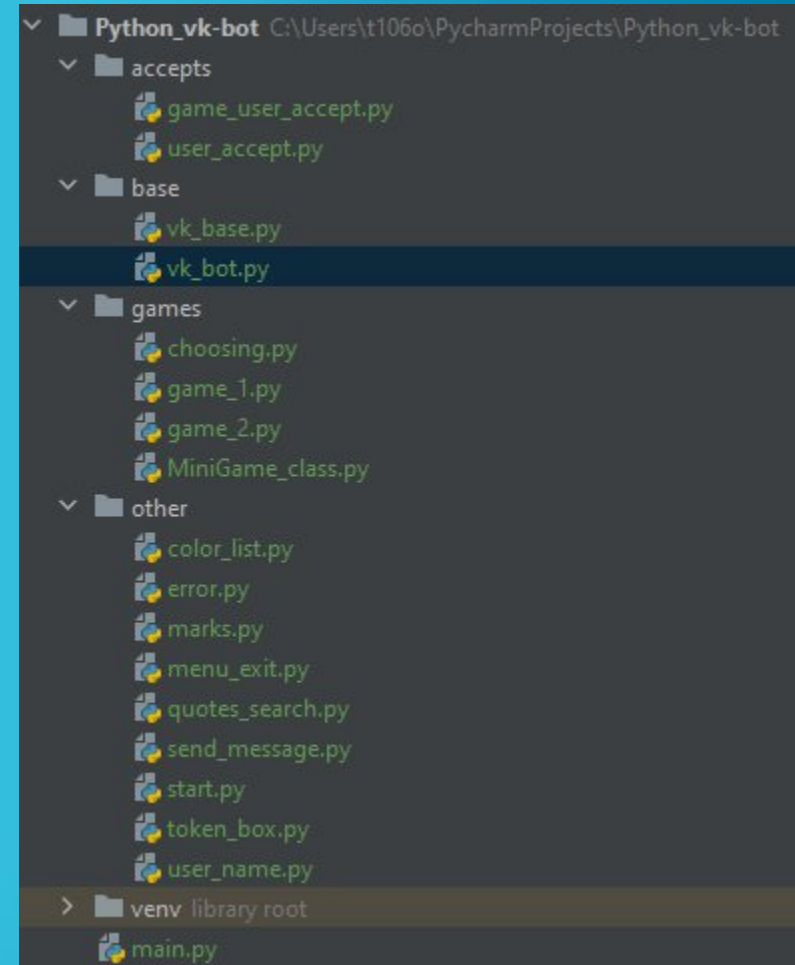 Python_vk-bot C:\Users\t106o\PycharmProjects\Python_vk-bot
accepts
game_user_accept.py
user_accept.py
base
vk_base.py
vk_bot.py
games
choosing.py
game_1.py
game_2.py
MiniGame_class.py
other
color_list.py
error.py
marks.py
menu_exit.py
quotes_search.py
send_message.py
start.py
token_box.py
user_name.py
venv library root
main.py